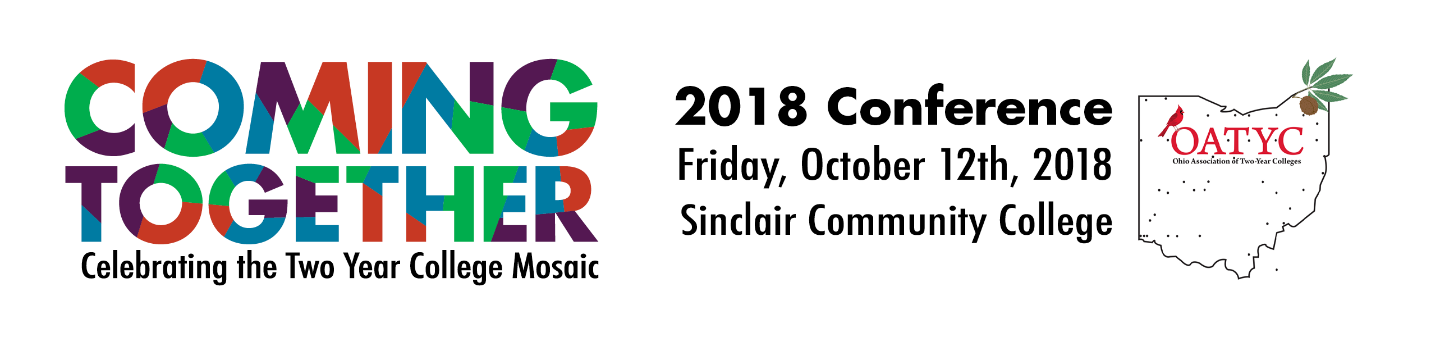 COMING
TOGETHER
Celebrating the Two Year College Mosaic
2018 Conference
Friday, October 12th, 2018
Sinclair Community College
OATYC
Ohio Association of Two-Year Colleges